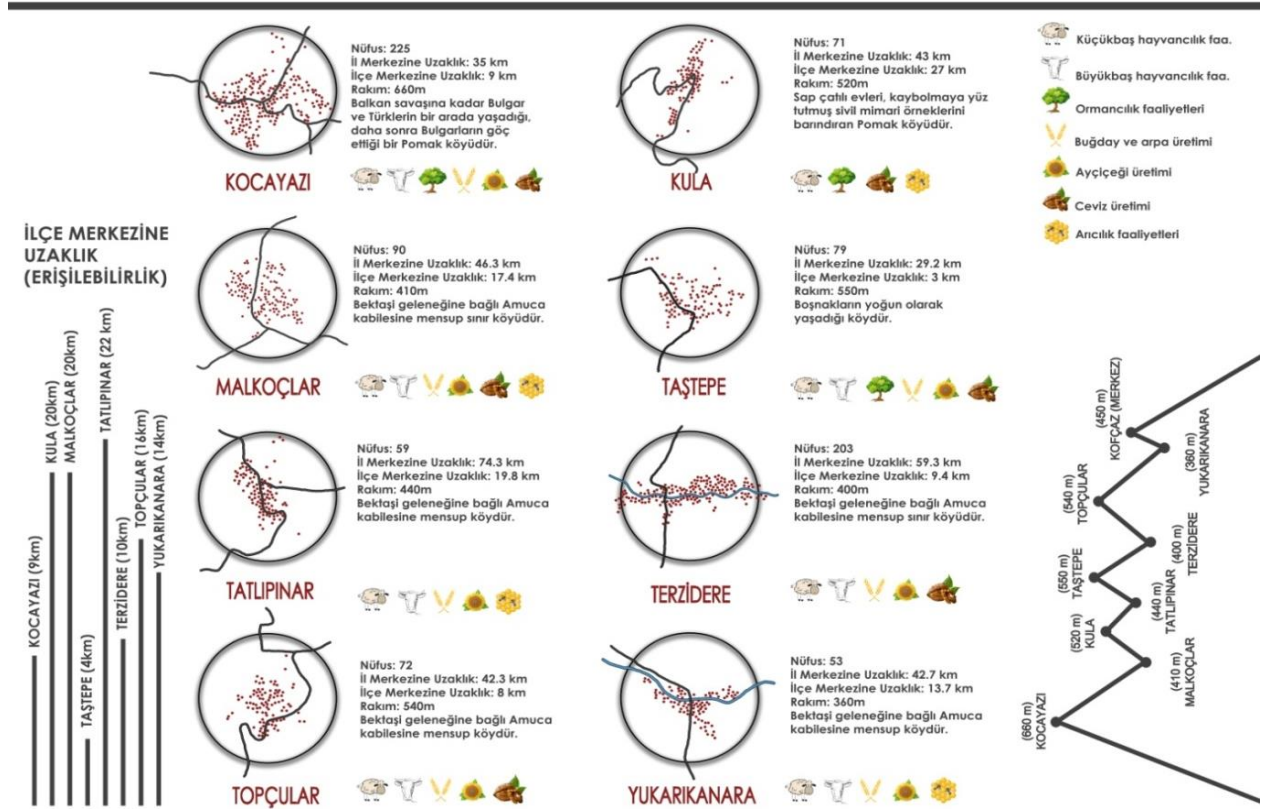 Nüfus: 225
İl Merkezine Uzaklık: 35 km
İlçe Merkezine Uzaklık: 9 km
Rakım: 660m
Balkan savaşına kadar Bulgar
ve Türklerin bir arada yaşadığı,
daha sonra Bulgarların göç
ettiği bir Pomak köyüdür.
KOCAYAZI
Nüfus: 71
İl Merkezine Uzaklık: 43 km
İlçe Merkezine Uzaklık: 27 km
Rakım: 520m
Sap çatılı evleri, kaybolmaya yüz
tutmuş sivil mimari örneklerini
barındıran Pomak köyüdür.
KULA
Küçükbaş hayvancılık faa.
Büyükbaş hayvancılık faa.
Ormancılık faaliyetleri
Buğday ve arpa üretimi
Ayçiçeği üretimi
Ceviz üretimi
Arıcılık faaliyetleri
İLÇE MERKEZİNE
UZAKLIK
(ERİŞİLEBİLİRLİK)
KOCAYAZI (9km)
KULA (20km)
MALKOÇLAR (20km)
TAŞTEPE (4km)
TATLIPINAR (22 km)
TERZİDERE (10km)
TOPÇULAR (16km)
YUKARIKANARA (14km)
Nüfus: 90
İl Merkezine Uzaklık: 46.3 km
İlçe Merkezine Uzaklık: 17.4 km
Rakım: 410m
Bektaşi geleneğine bağlı Amuca
kabilesine mensup sınır köyüdür.
MALKOÇLAR
Nüfus: 79
İl Merkezine Uzaklık: 29.2 km
İlçe Merkezine Uzaklık: 3 km
Rakım: 550m
Boşnakların yoğun olarak
yaşadığı köydür.
TAŞTEPE
Nüfus: 59
İl Merkezine Uzaklık: 74.3 km
İlçe Merkezine Uzaklık: 19.8 km
Rakım: 440m
Bektaşi geleneğine bağlı Amuca
kabilesine mensup köydür.
TATLIPINAR
Nüfus: 203
İl Merkezine Uzaklık: 59.3 km
İlçe Merkezine Uzaklık: 9.4 km
Rakım: 400m
Bektaşi geleneğine bağlı Amuca
kabilesine mensup sınır köyüdür.
TERZİDERE
Nüfus: 72
İl Merkezine Uzaklık: 42.3 km
İlçe Merkezine Uzaklık: 8 km
Rakım: 540m
Bektaşi geleneğine bağlı Amuca
kabilesine mensup köydür.
TOPÇULAR
Nüfus: 53
İl Merkezine Uzaklık: 42.7 km
İlçe Merkezine Uzaklık: 13.7 km
Rakım: 360m
Bektaşi geleneğine bağlı Amuca
kabilesine mensup köydür.
YUKARIKANARA
(450 m)
KOFÇAZ (MERKEZ)
(360 m)
YUKARIKANARA
(540 m)
TOPÇULAR
(400 m)
TERZİDERE
(550 m)
TAŞTEPE
(440 m)
TATLIPINAR
(520 m)
KULA
(410 m)
MALKOÇLAR
(660 m)
KOCAYAZI